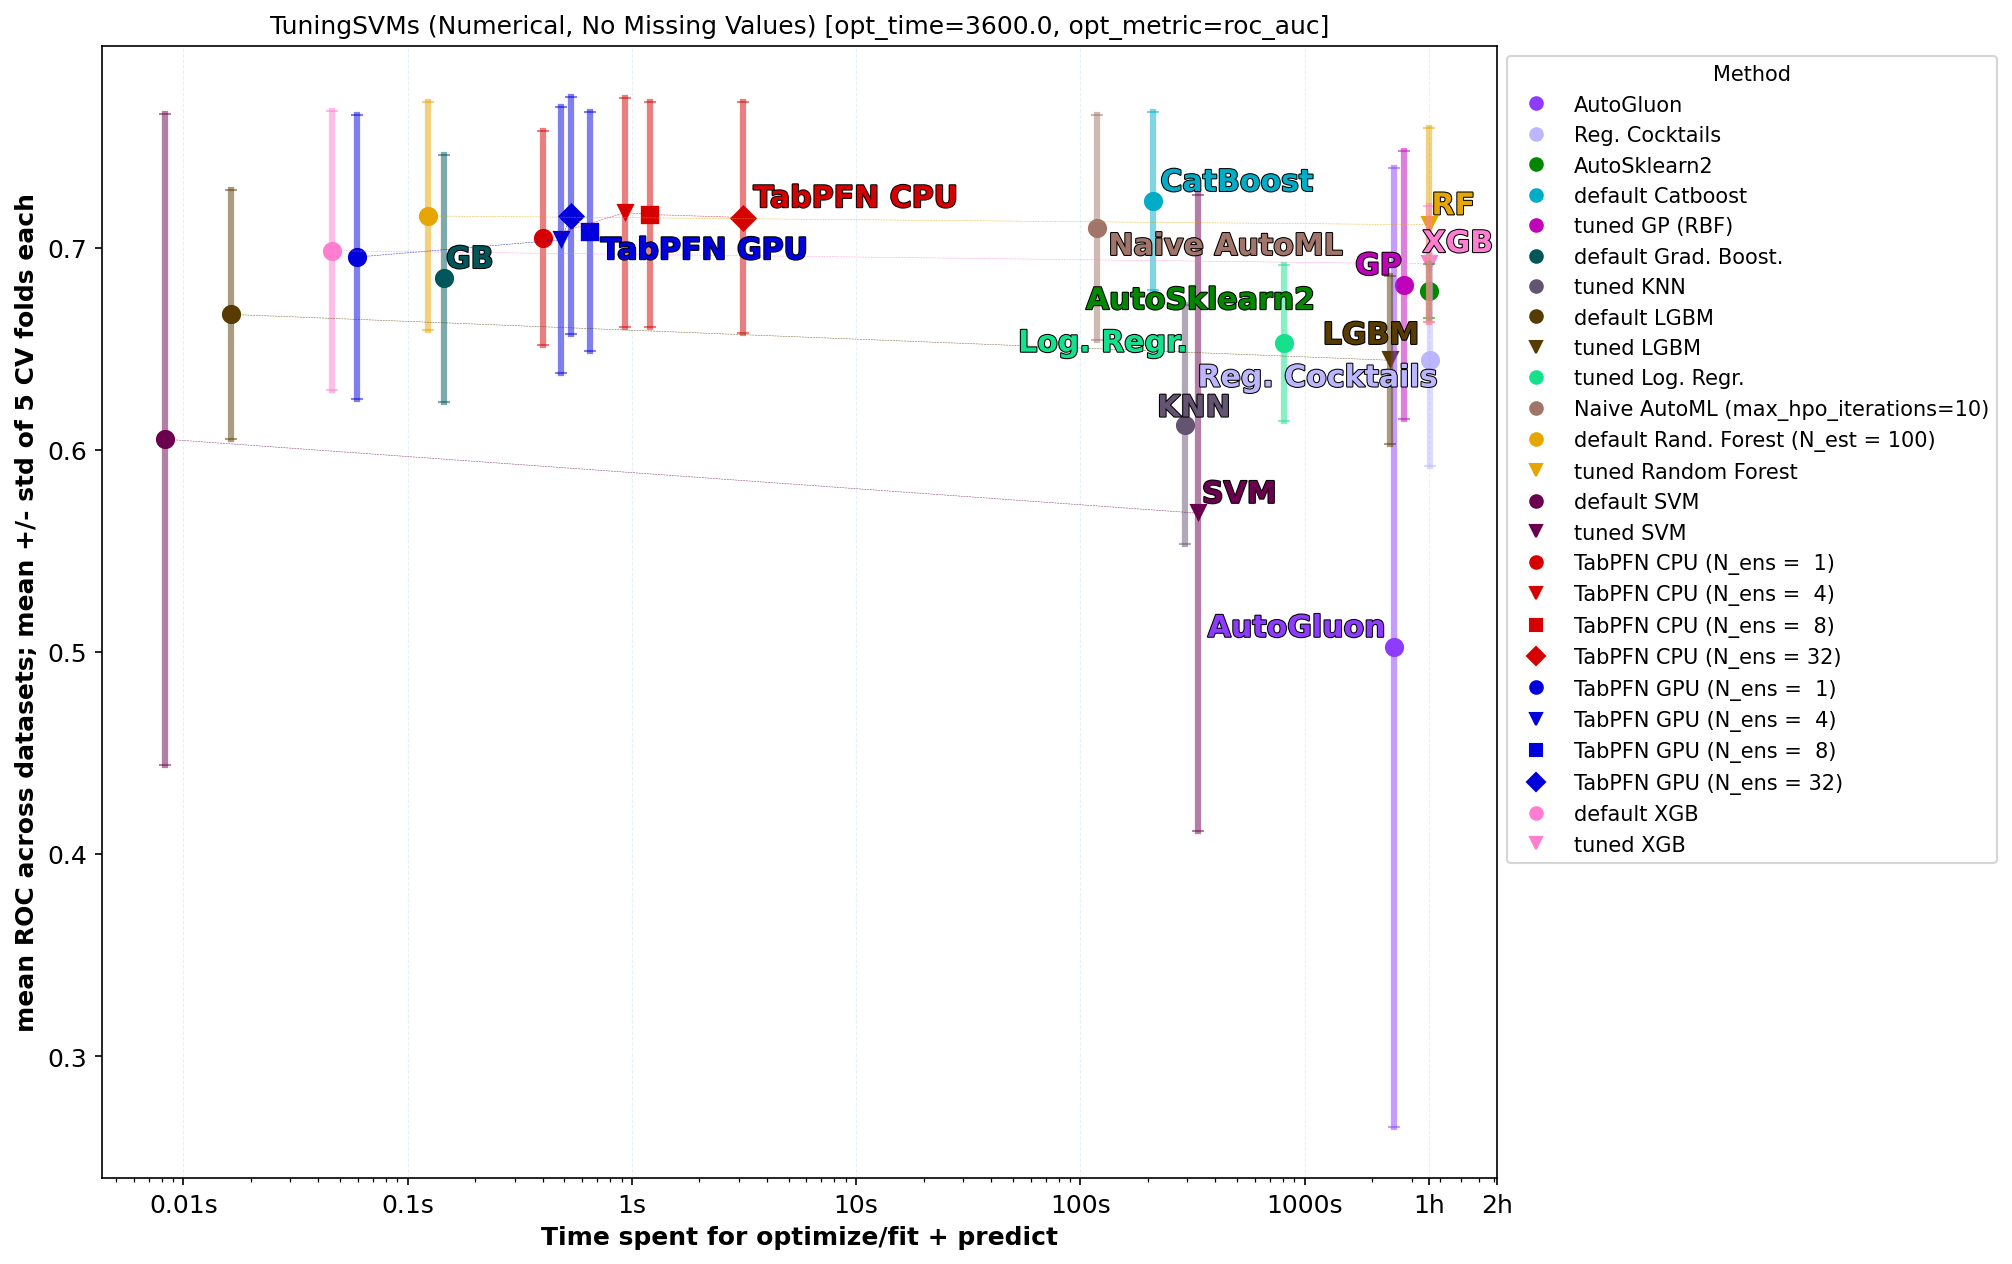 TuningSVMs (Numerical, No Missing Values) [opt_time=3600.0, opt_metric=roc_auc]
mean ROC across datasets; mean +/- std of 5 CV folds each
0.7
0.6
0.5
0.4
0.3
CatBoost
TabPFN CPU
RF
Naive AutoML
XGB
GB
TabPFN GPU
GP
AutoSklearn2
LGBM
Log. Regr.
Reg. Cocktails
KNN
SVM
AutoGluon
0.01s
0.1s
1s
10s
100s
1000s
1h
2h
Time spent for optimize/fit + predict
Method
AutoGluon
Reg. Cocktails
AutoSklearn2
default Catboost
tuned GP (RBF)
default Grad. Boost.
tuned KNN
default LGBM
tuned LGBM
tuned Log. Regr.
Naive AutoML (max_hpo_iterations=10)
default Rand. Forest (N_est = 100)
tuned Random Forest
default SVM
tuned SVM
TabPFN CPU (N_ens =  1)
TabPFN CPU (N_ens =  4)
TabPFN CPU (N_ens =  8)
TabPFN CPU (N_ens = 32)
TabPFN GPU (N_ens =  1)
TabPFN GPU (N_ens =  4)
TabPFN GPU (N_ens =  8)
TabPFN GPU (N_ens = 32)
default XGB
tuned XGB